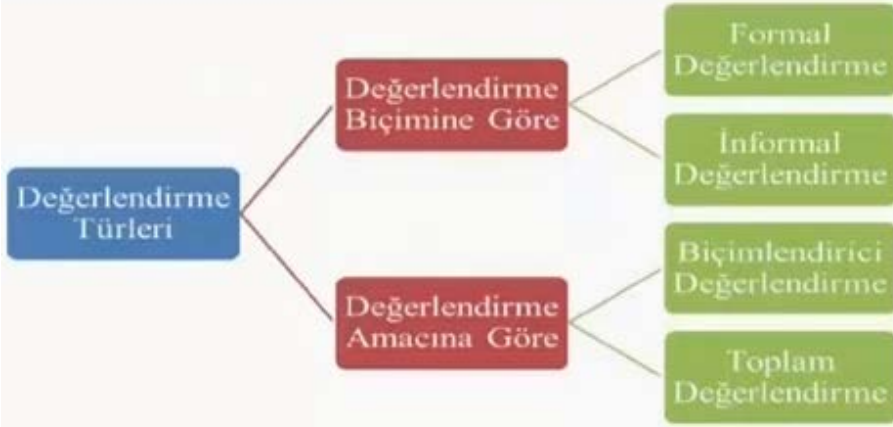 Değerlendirme
Türleri
Değerlendirme
Biçimine Göre
Formal
Değerlendirme
İnformal
Değerlendirme
Değerlendirme
Amacına Göre
Biçimlendirici
Değerlendirme
Toplam
Değerlendirme